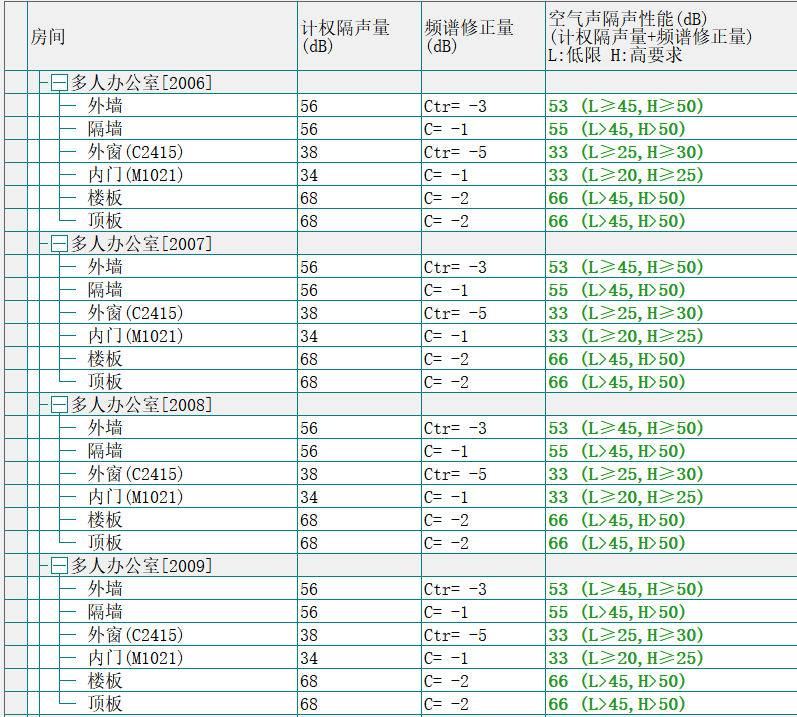 房间 计权隔声量(dB) 频谱修正量(dB) 空气声隔声性能(dB)(计权隔声量+频谱修正量)L:低限 H:高要求
多人办公室[2006]
外墙 56 Ctr= -3 53 (L≥45,H≥50)
隔墙 56 C= -1 55 (L>45,H>50)
外窗(C2415) 38 Ctr= -5 33 (L≥25,H≥30)
内门(M1021) 34 C= -1 33 (L≥20,H≥25)
楼板 68 C= -2 66 (L>45,H>50)
顶板 68 C= -2 66 (L>45,H>50)
多人办公室[2007]
外墙 56 Ctr= -3 53 (L≥45,H≥50)
隔墙 56 C= -1 55 (L>45,H>50)
外窗(C2415) 38 Ctr= -5 33 (L≥25,H≥30)
内门(M1021) 34 C= -1 33 (L≥20,H≥25)
楼板 68 C= -2 66 (L>45,H>50)
顶板 68 C= -2 66 (L>45,H>50)
多人办公室[2008]
外墙 56 Ctr= -3 53 (L≥45,H≥50)
隔墙 56 C= -1 55 (L>45,H>50)
外窗(C2415) 38 Ctr= -5 33 (L≥25,H≥30)
内门(M1021) 34 C= -1 33 (L≥20,H≥25)
楼板 68 C= -2 66 (L>45,H>50)
顶板 68 C= -2 66 (L>45,H>50)
多人办公室[2009]
外墙 56 Ctr= -3 53 (L≥45,H≥50)
隔墙 56 C= -1 55 (L>45,H>50)
外窗(C2415) 38 Ctr= -5 33 (L≥25,H≥30)
内门(M1021) 34 C= -1 33 (L≥20,H≥25)
楼板 68 C= -2 66 (L>45,H>50)
顶板 68 C= -2 66 (L>45,H>50)